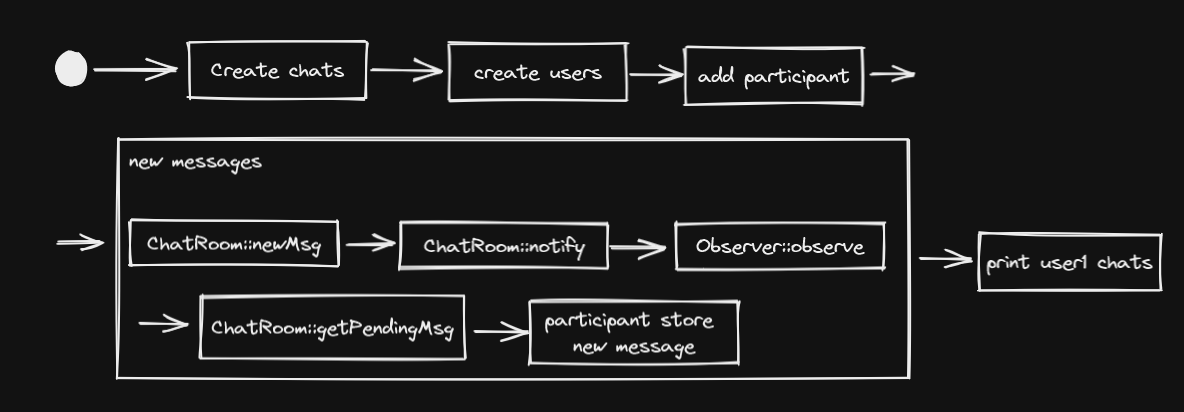 Create chats
create users
add participant
new messages
ChatRoom::newMsg
ChatRoom::notify
Observer::observe
print user1 chats
ChatRoom::getPendingMsg
participant store
new message